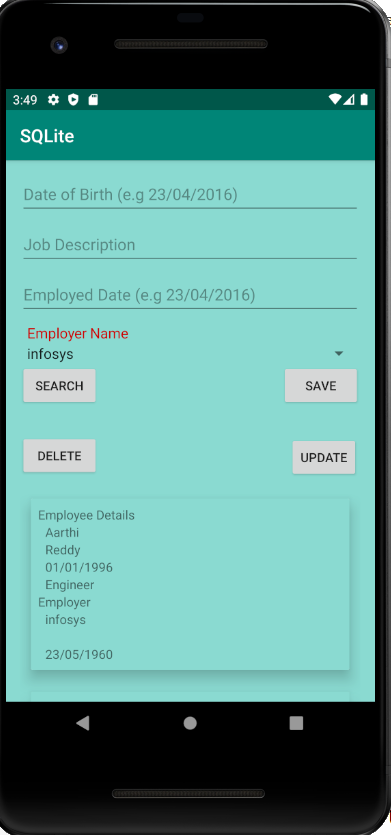 3:49
SQLite
Date of Birth (e.g 23/04/2016)
Job Description
Employed Date (e.g 23/04/2016)
Employer Name
infosys
SEARCH SAVE
DELETE UPDATE
Employee Details
Aarthi
Reddy
01/01/1996
Engineer
Employer
infosys
23/05/1960